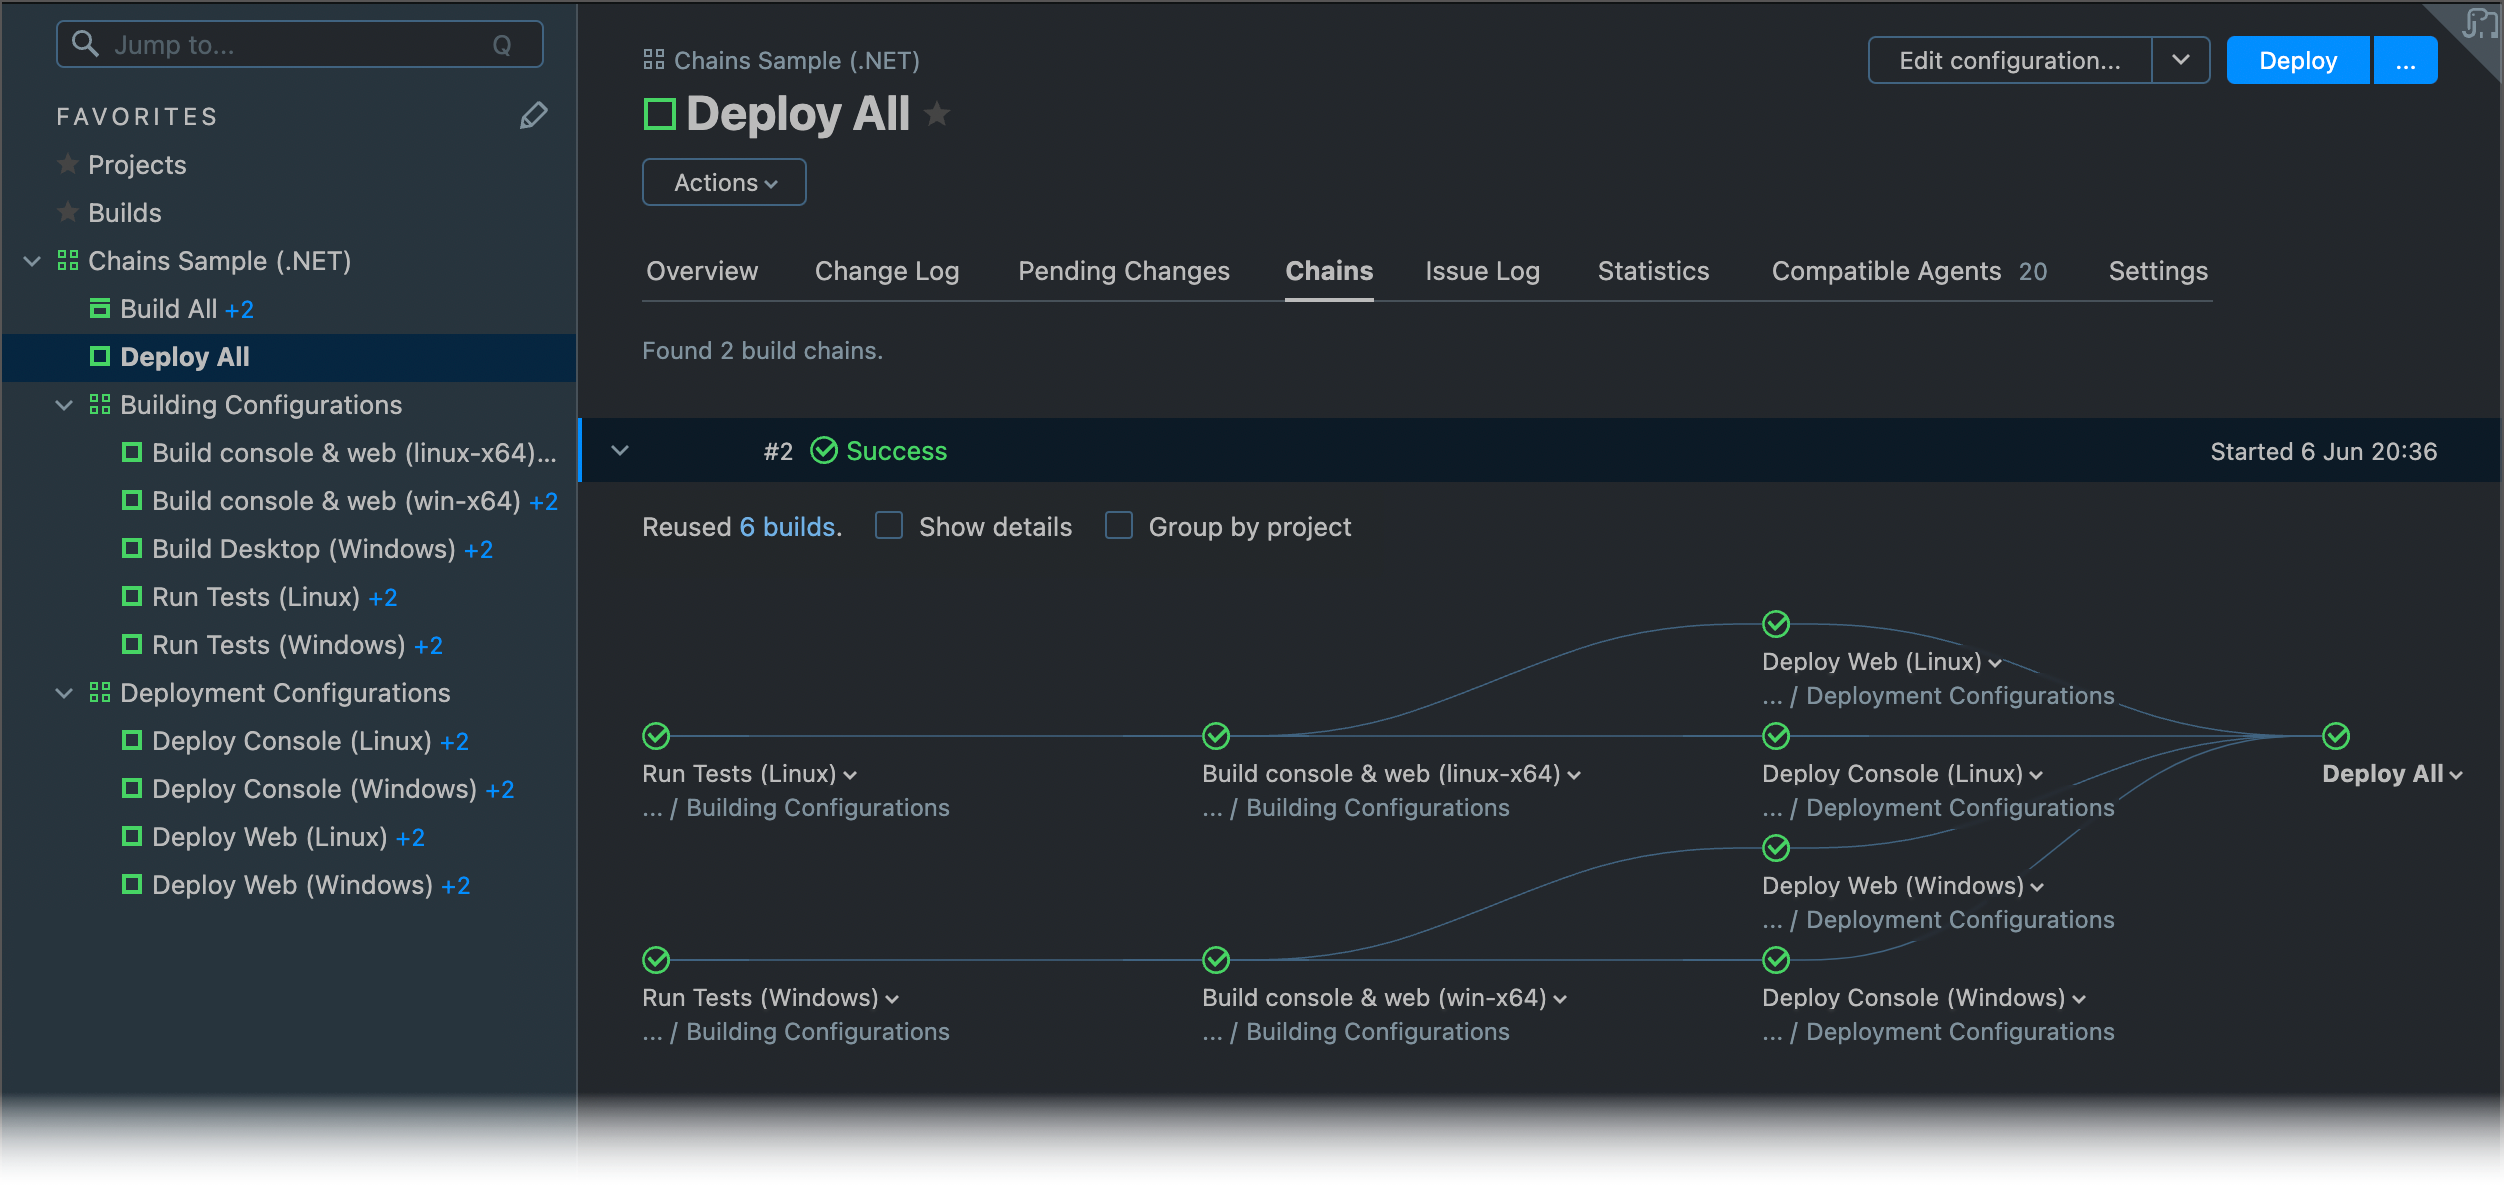 Jump to... Q
FAVORITES
Projects
Builds
Chains Sample (.NET)
Build All +2
Deploy All
Building Configurations
Build console & web (linux-x64)...
Build console & web (win-x64) +2
Build Desktop (Windows) +2
Run Tests (Linux) +2
Run Tests (Windows) +2
Deployment Configurations
Deploy Console (Linux) +2
Deploy Console (Windows) +2
Deploy Web (Linux) +2
Deploy Web (Windows) +2
Chains Sample (.NET)
Edit configuration...
Deploy
...
Deploy All
Actions
Overview Change Log Pending Changes Chains Issue Log Statistics Compatible Agents 20 Settings
Found 2 build chains.
#2 Success Started 6 Jun 20:36
Reused 6 builds. Show details Group by project
Deploy Web (Linux)
... / Deployment Configurations
Run Tests (Linux)
... / Building Configurations
Build console & web (linux-x64)
... / Building Configurations
Deploy Console (Linux)
... / Deployment Configurations
Deploy All
Deploy Web (Windows)
... / Deployment Configurations
Run Tests (Windows)
... / Building Configurations
Build console & web (win-x64)
... / Building Configurations
Deploy Console (Windows)
... / Deployment Configurations